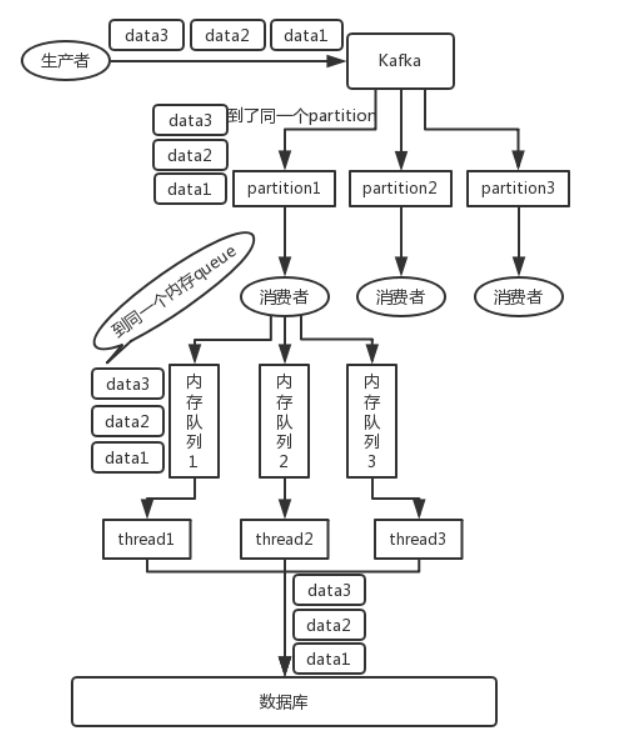 data3 data2 data1
生产者
Kafka
data3
到了同一个partition
data2
data1
partition1 partition2 partition3
到同一个内存queue
消费者 消费者 消费者
data3
data2
data1
内存队列1
内存队列2
内存队列3
thread1 thread2 thread3
data3
data2
data1
数据库